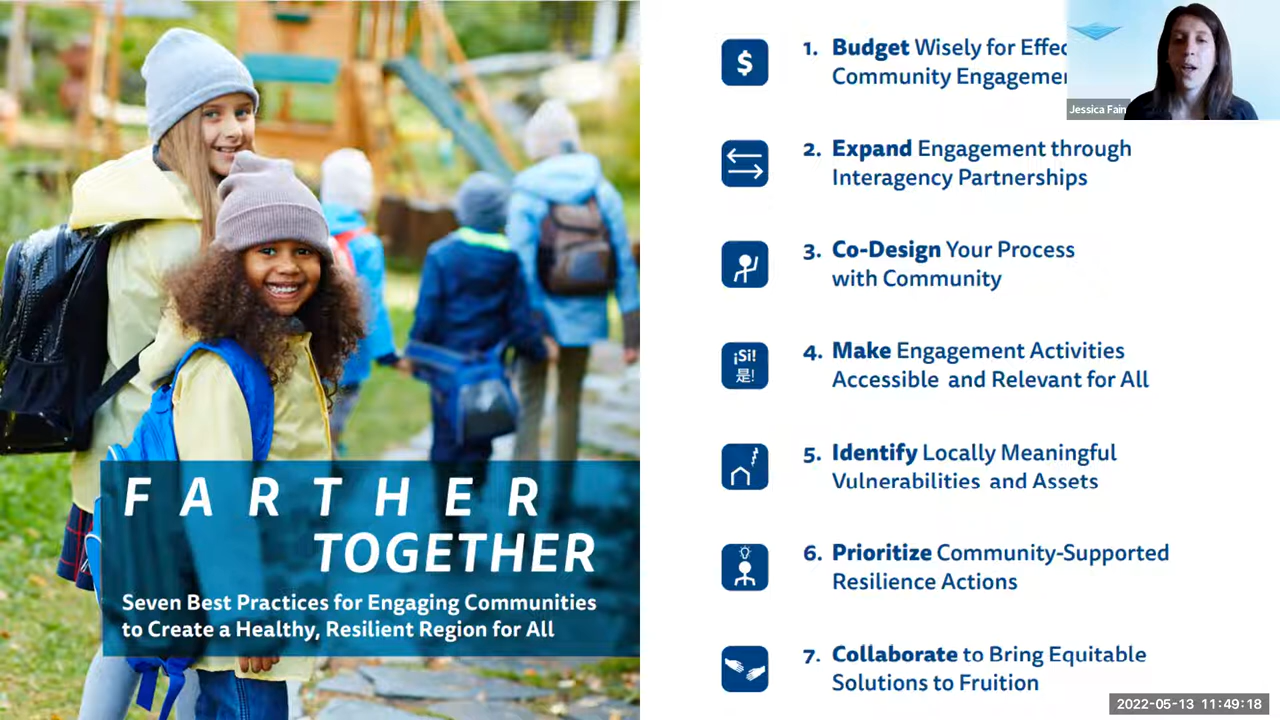 FARTHER
TOGETHER
Seven Best Practices for Engaging Communities
to Create a Healthy, Resilient Region for All
$
1. Budget Wisely for
Community
2. Expand Engagement through
Interagency Partnerships
3. Co-Design Your Process
with Community
¡Sí!
是!
4. Make Engagement Activities
Accessible and Relevant for All
5. Identify Locally Meaningful
Vulnerabilities and Assets
6. Prioritize Community-Supported
Resilience Actions
7. Collaborate to Bring Equitable
Solutions to Fruition
Jessica Fain
2022-05-13 11:49:18